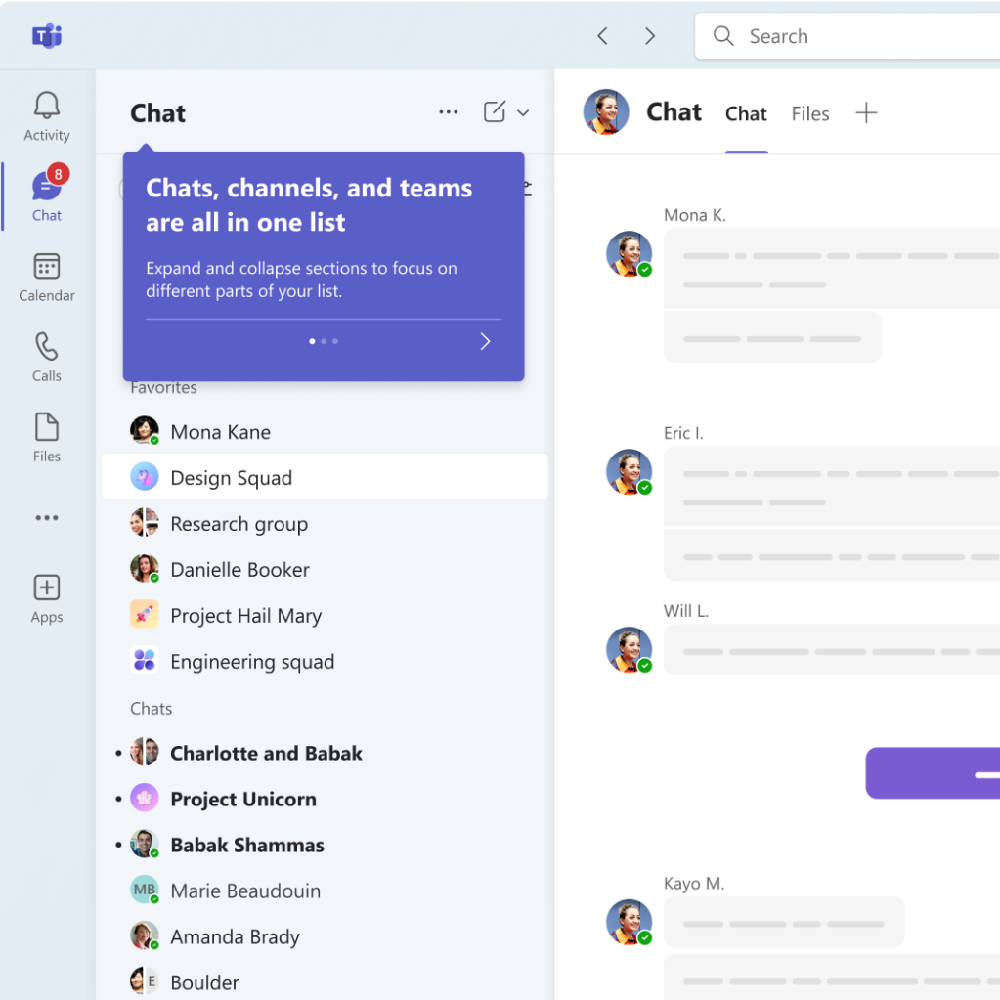 T
Search
Activity
8
Chat
Calendar
Calls
Files
Apps
Chat
Chats, channels, and teams
are all in one list
Expand and collapse sections to focus on
different parts of your list.
Favorites
Mona Kane
Design Squad
Research group
Danielle Booker
Project Hail Mary
Engineering squad
Chats
Charlotte and Babak
Project Unicorn
Babak Shammas
MB Marie Beaudouin
Amanda Brady
E Boulder
Chat Chat Files
Mona K.
Eric I.
Will L.
Kayo M.